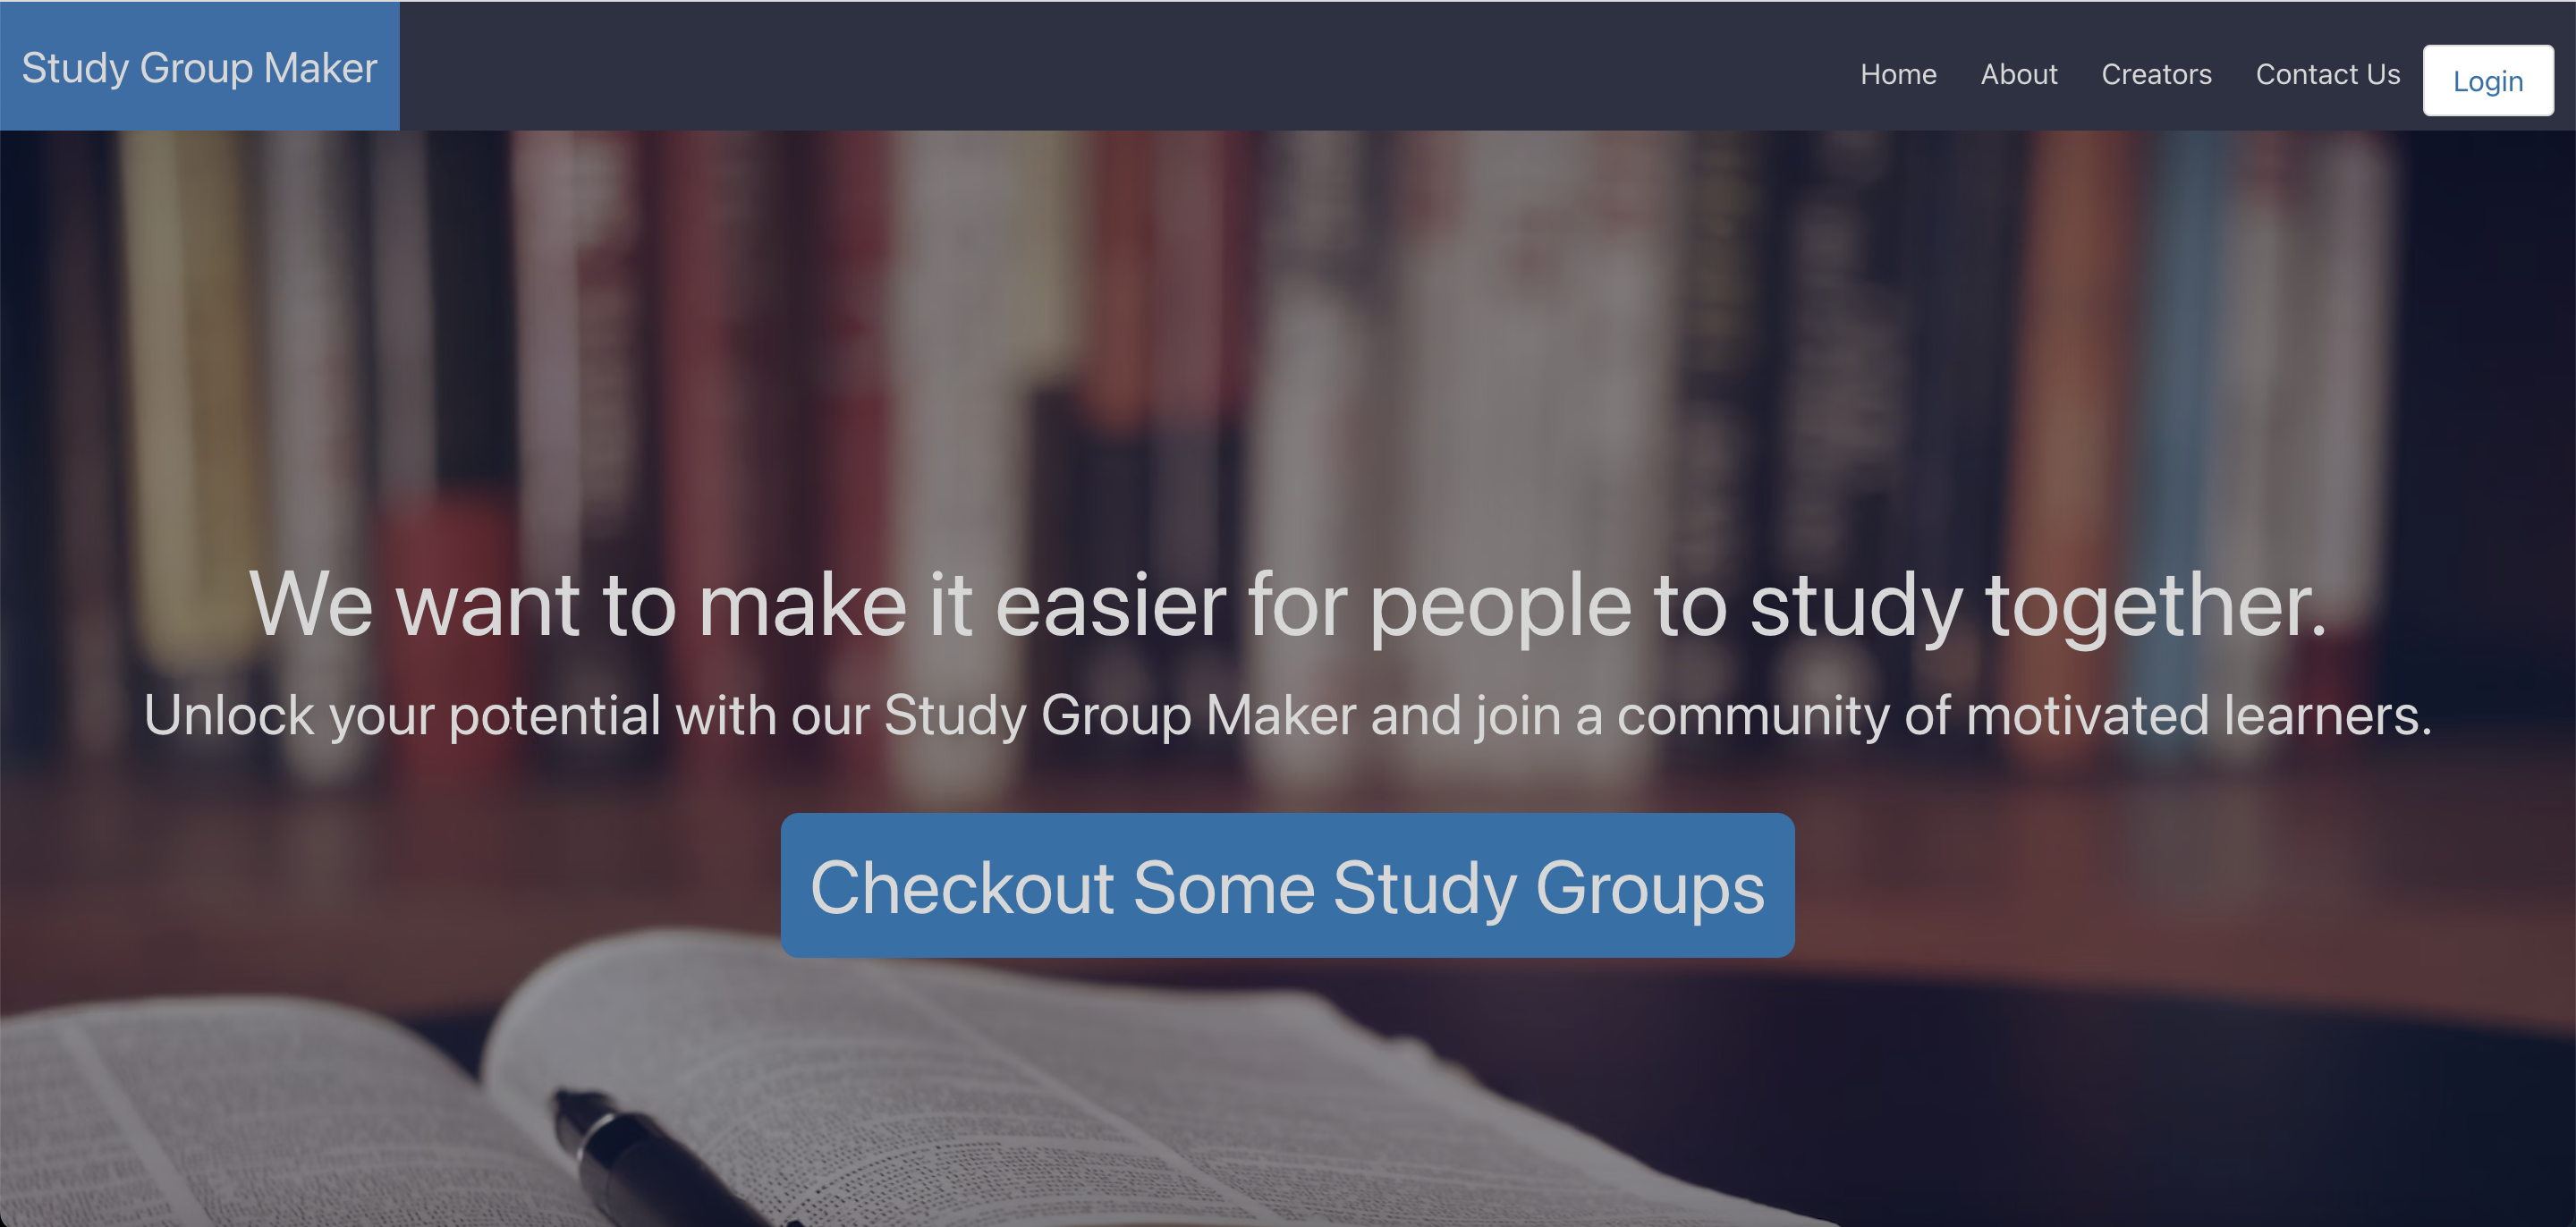 Study Group Maker
Home About Creators Contact Us Login
We want to make it easier for people to study together.
Unlock your potential with our Study Group Maker and join a community of motivated learners.
Checkout Some Study Groups